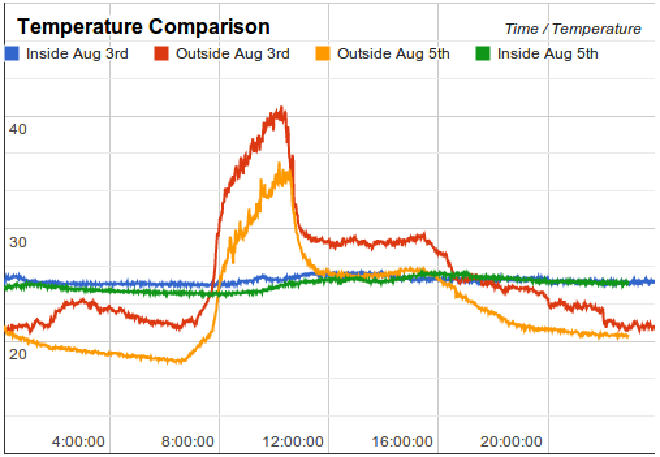 Temperature Comparison
Time / Temperature
Inside Aug 3rd Outside Aug 3rd Outside Aug 5th Inside Aug 5th
40
30
20
4:00:00 8:00:00 12:00:00 16:00:00 20:00:00